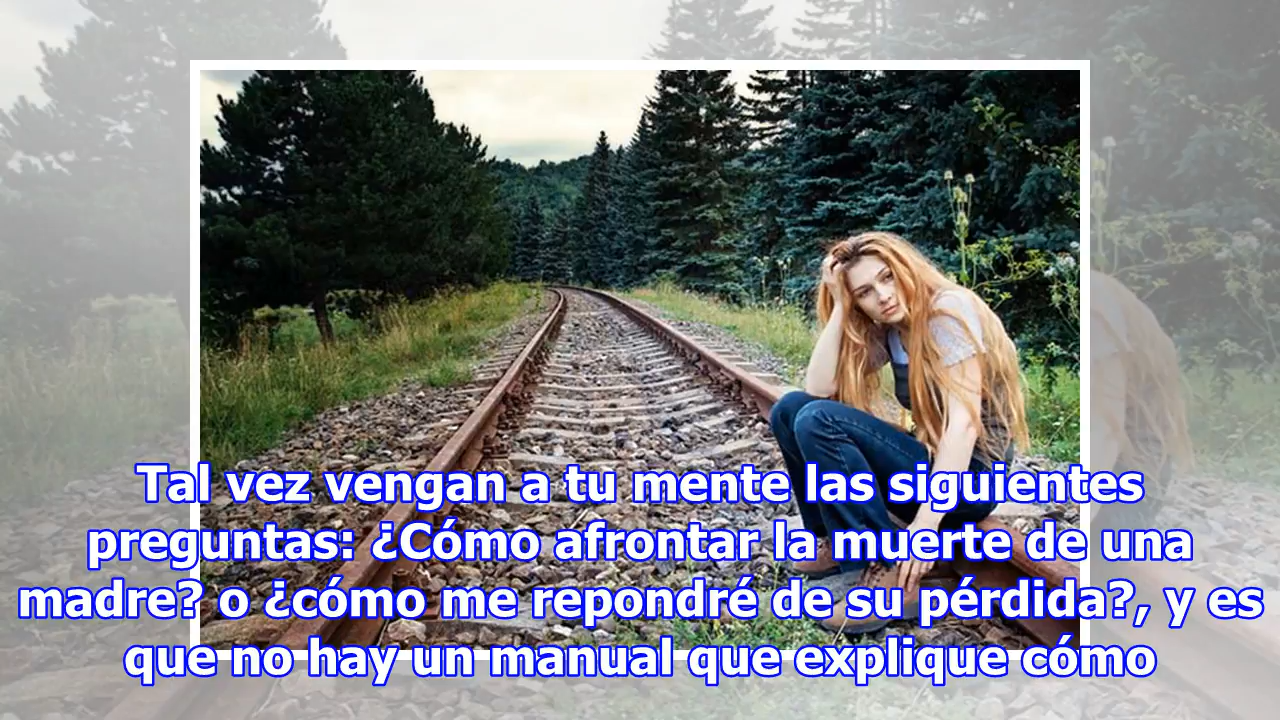 Tal vez vengan a tu mente las siguientes
preguntas: ¿Cómo afrontar la muerte de una
madre? o ¿cómo me repondré de su pérdida?, y es
que no hay un manual que explique cómo